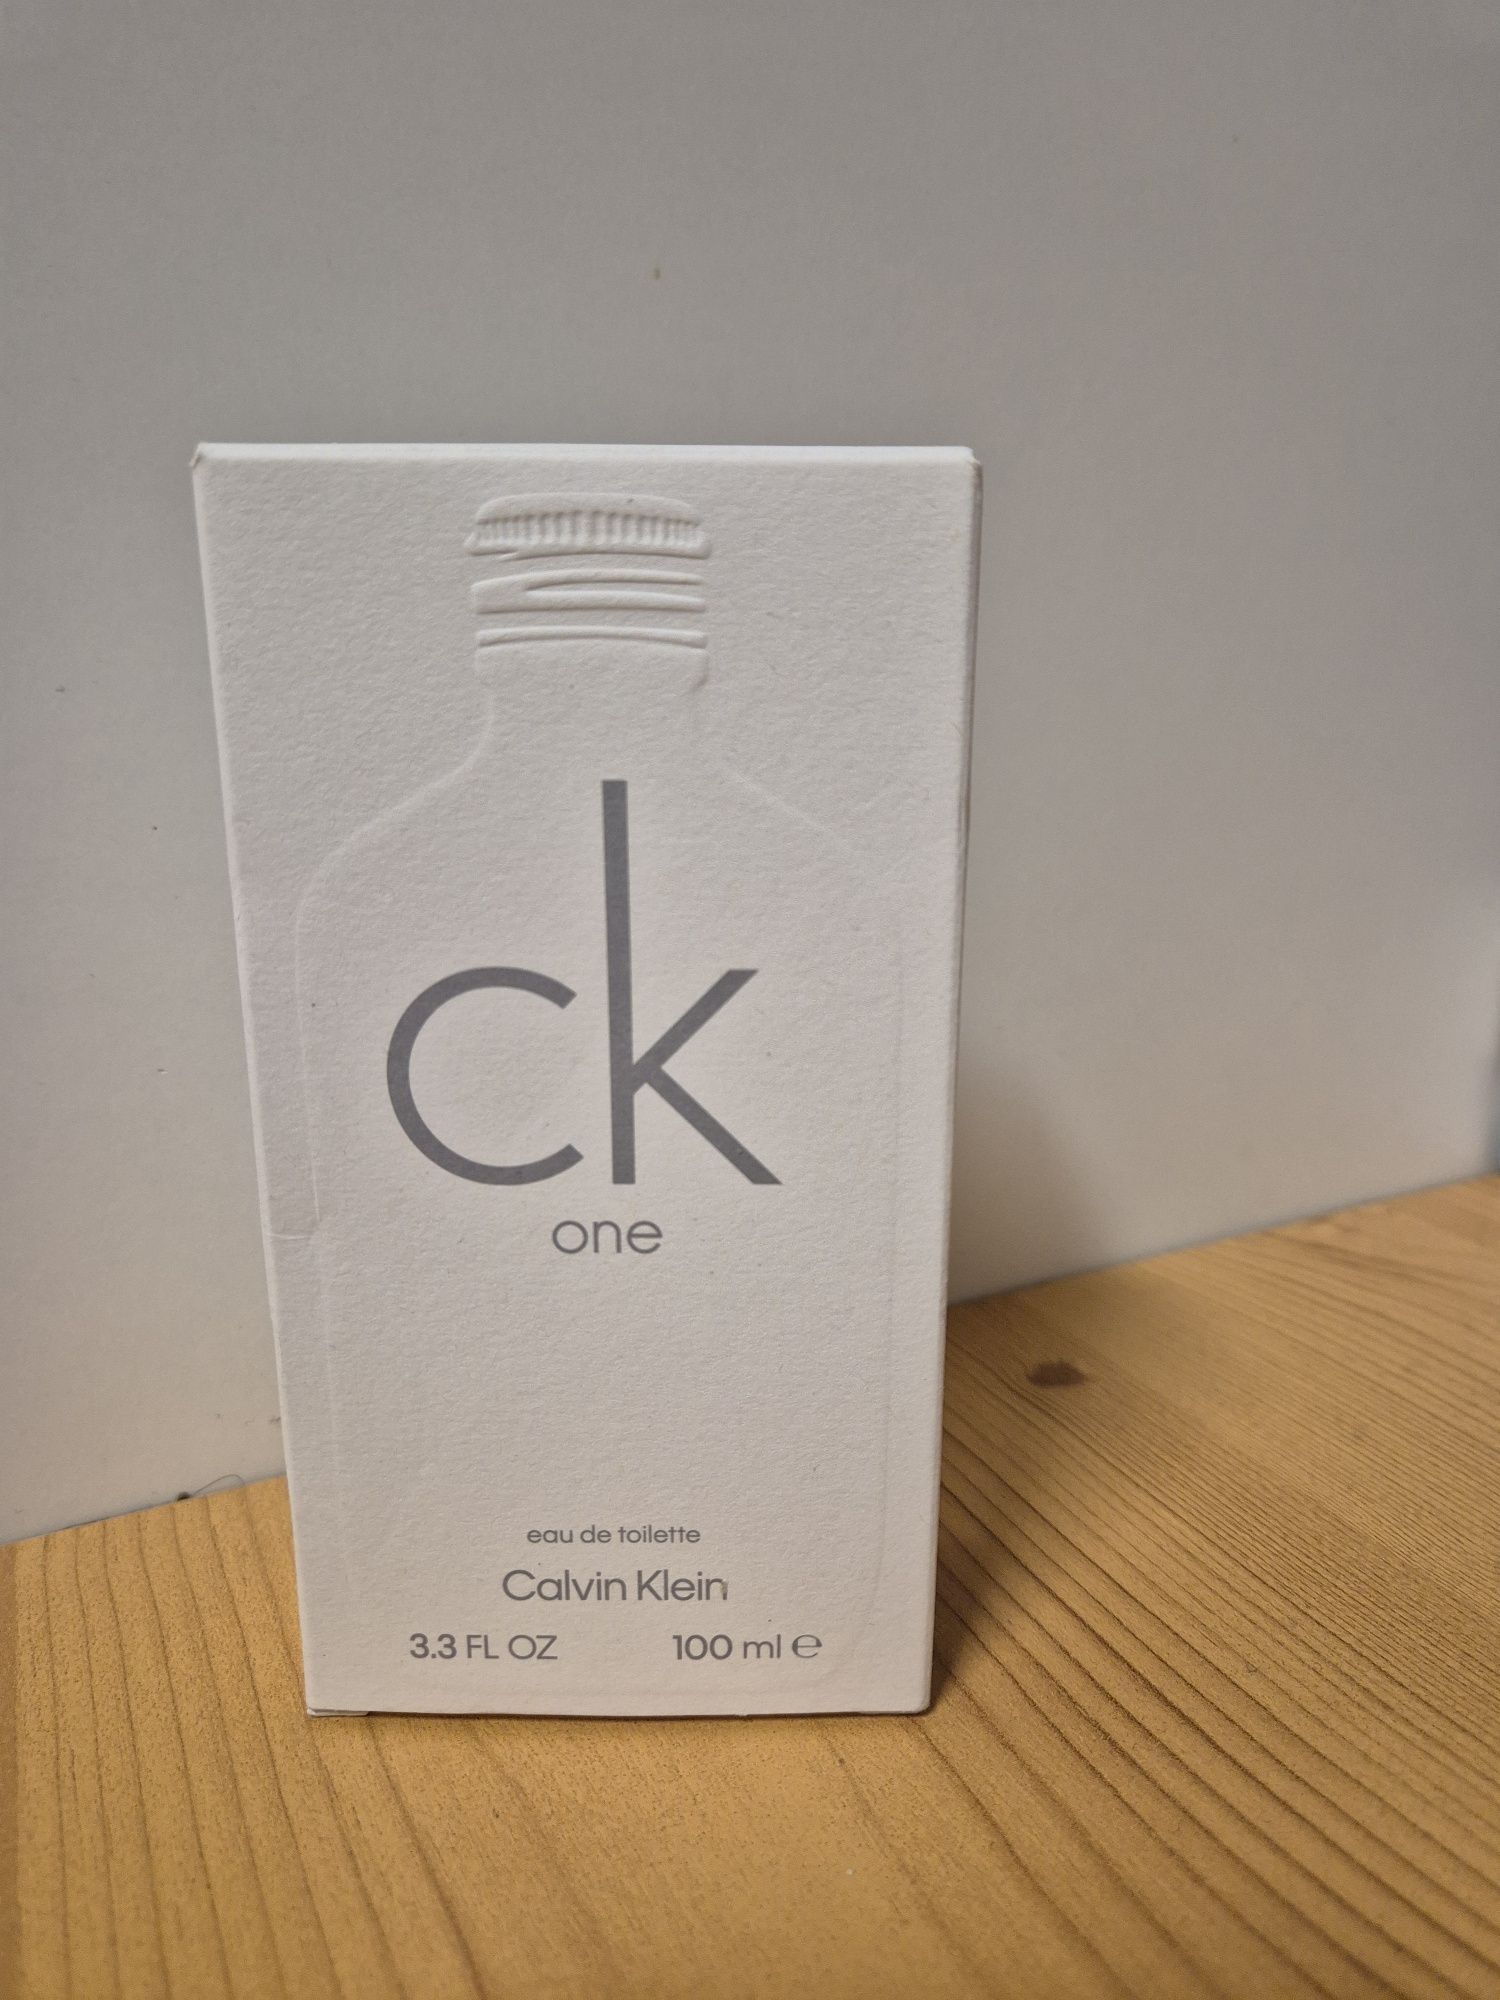 ck
one
eau de toilette
Calvin Klein
3.3 FL OZ 100 ml ℮